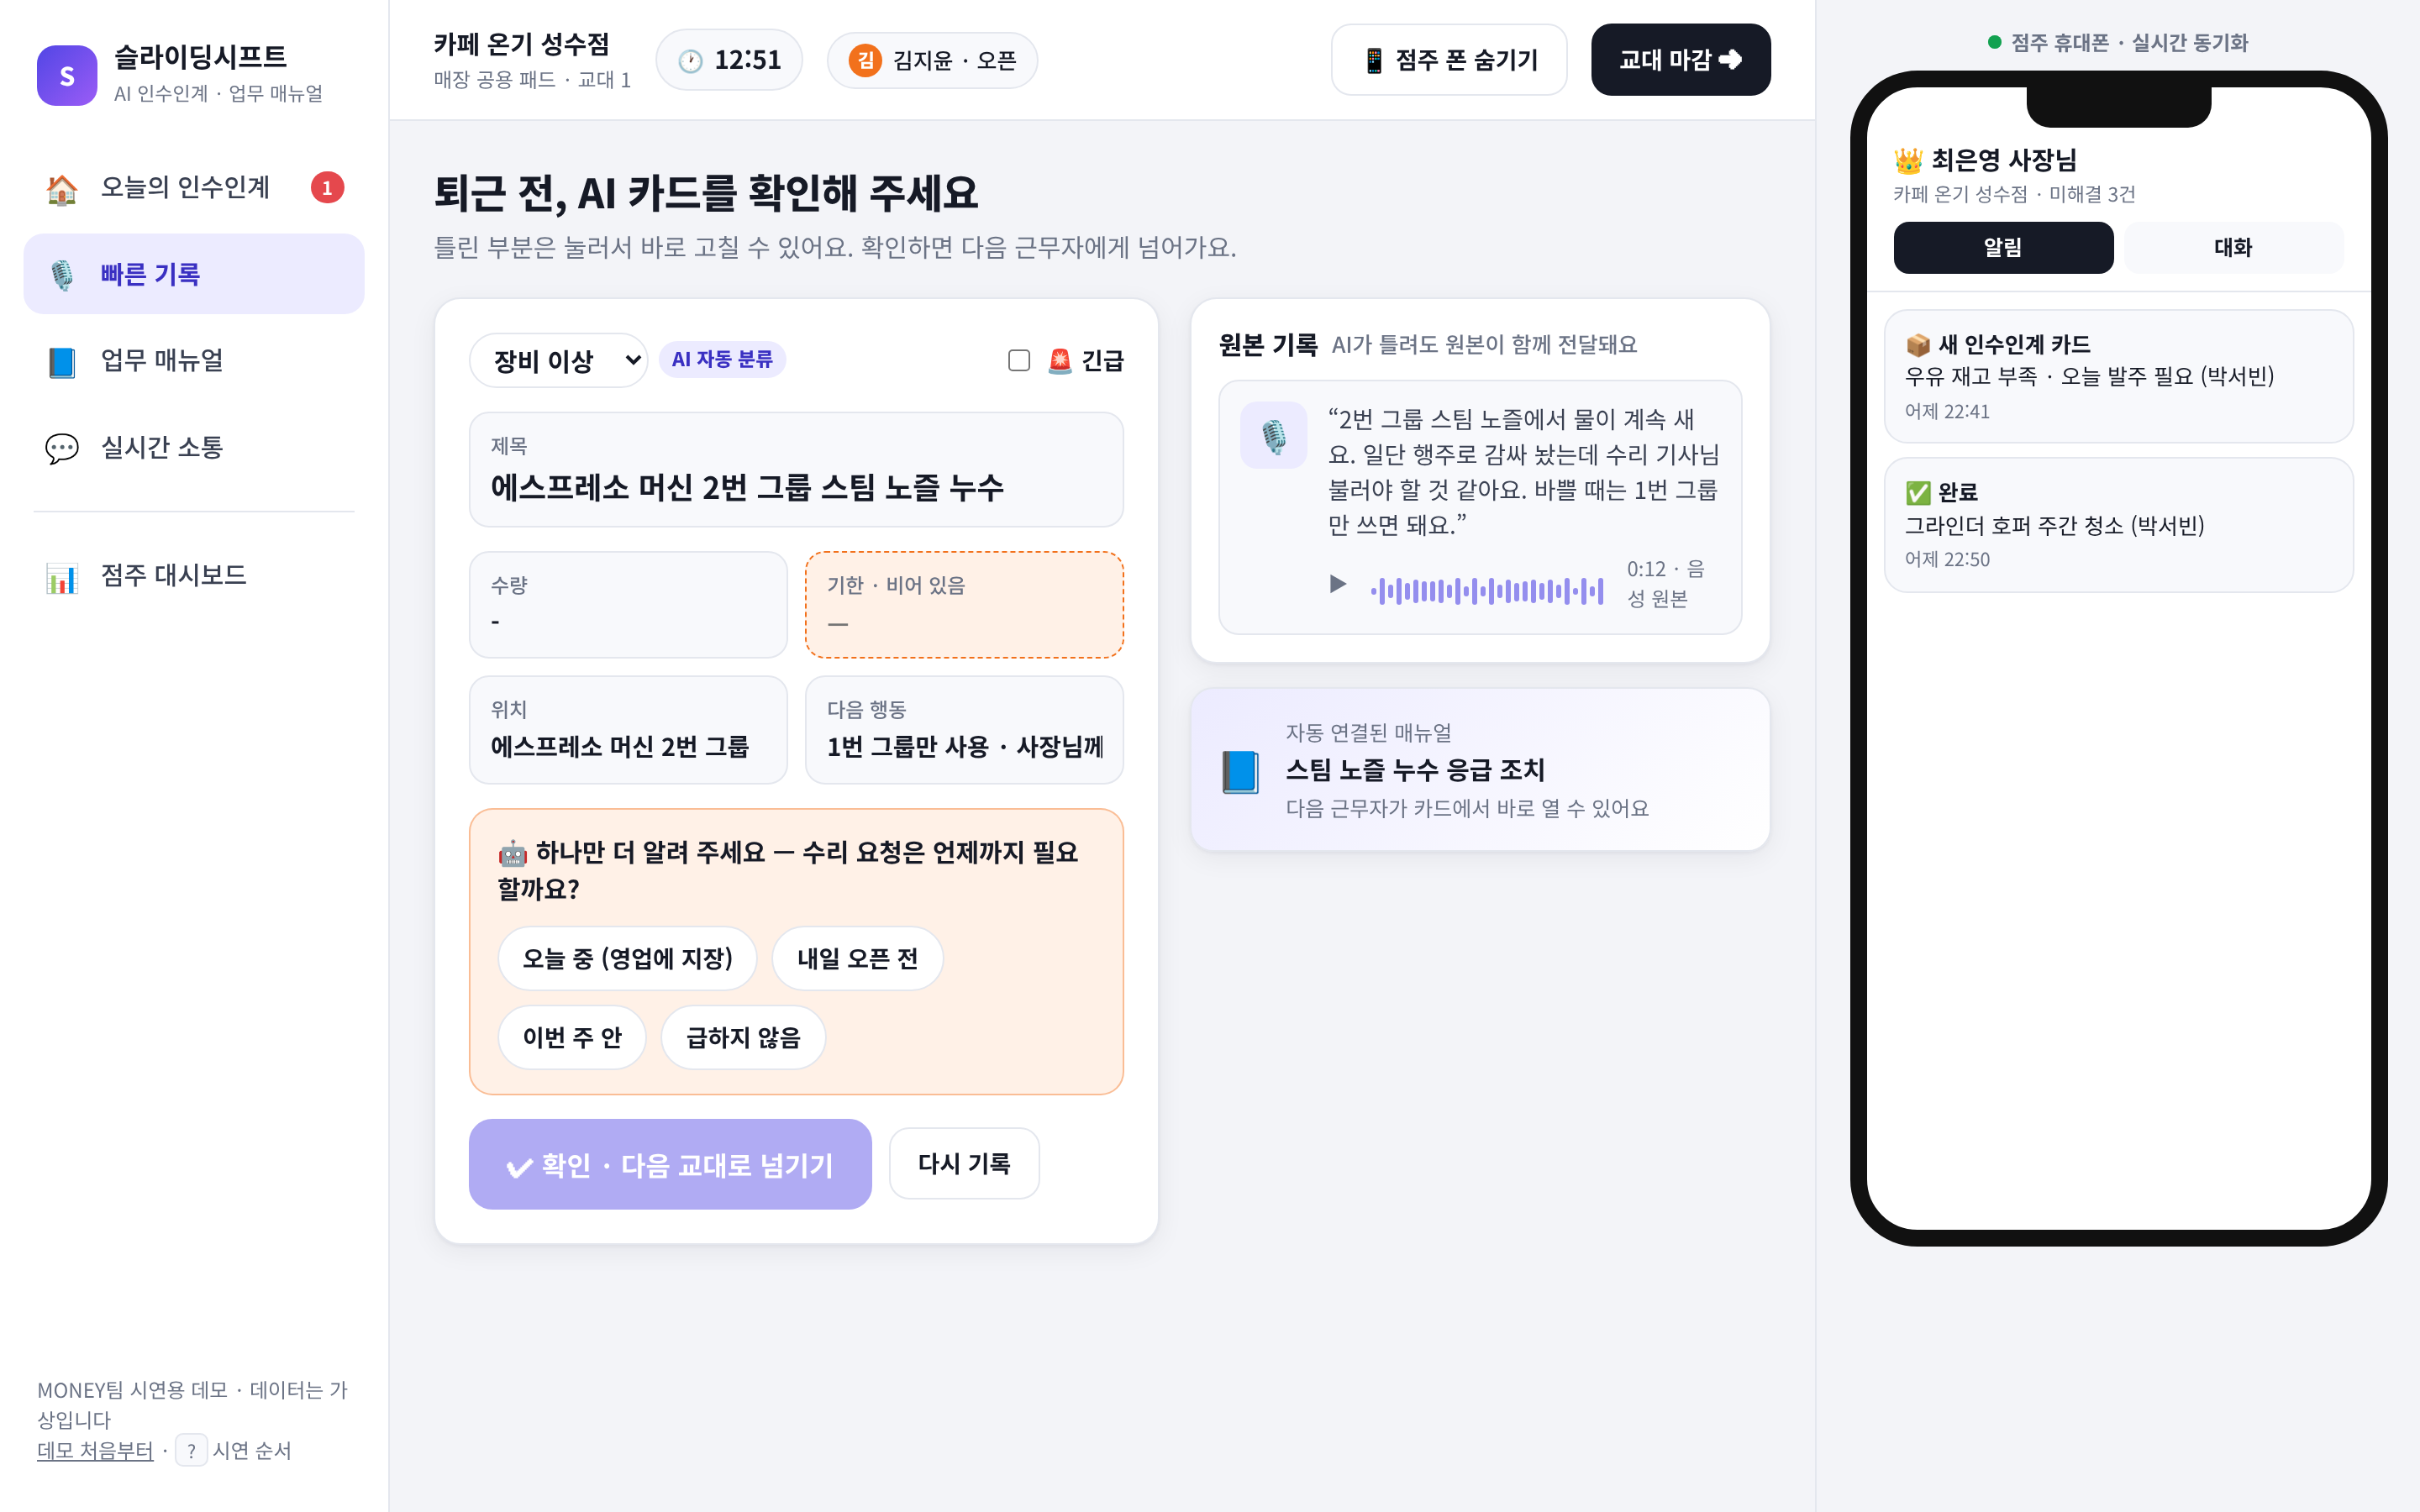 S
슬라이딩시프트
AI 인수인계 · 업무 매뉴얼
오늘의 인수인계
1
빠른 기록
업무 매뉴얼
실시간 소통
점주 대시보드
MONEY팀 시연용 데모 · 데이터는 가
상입니다
데모 처음부터 · ? 시연 순서
카페 온기 성수점
매장 공용 패드 · 교대 1
12:51
김
김지윤 · 오픈
점주 폰 숨기기
교대 마감
퇴근 전, AI 카드를 확인해 주세요
틀린 부분은 눌러서 바로 고칠 수 있어요. 확인하면 다음 근무자에게 넘어가요.
장비 이상
AI 자동 분류
긴급
제목
에스프레소 머신 2번 그룹 스팀 노즐 누수
수량
-
기한 · 비어 있음
—
위치
에스프레소 머신 2번 그룹
다음 행동
1번 그룹만 사용 · 사장님께
하나만 더 알려 주세요 — 수리 요청은 언제까지 필요
할까요?
오늘 중 (영업에 지장)
내일 오픈 전
이번 주 안
급하지 않음
확인 · 다음 교대로 넘기기
다시 기록
원본 기록
AI가 틀려도 원본이 함께 전달돼요
“2번 그룹 스팀 노즐에서 물이 계속 새
요. 일단 행주로 감싸 놨는데 수리 기사님
불러야 할 것 같아요. 바쁠 때는 1번 그룹
만 쓰면 돼요.”
0:12 · 음
성 원본
자동 연결된 매뉴얼
스팀 노즐 누수 응급 조치
다음 근무자가 카드에서 바로 열 수 있어요
점주 휴대폰 · 실시간 동기화
최은영 사장님
카페 온기 성수점 · 미해결 3건
알림
대화
새 인수인계 카드
우유 재고 부족 · 오늘 발주 필요 (박서빈)
어제 22:41
완료
그라인더 호퍼 주간 청소 (박서빈)
어제 22:50